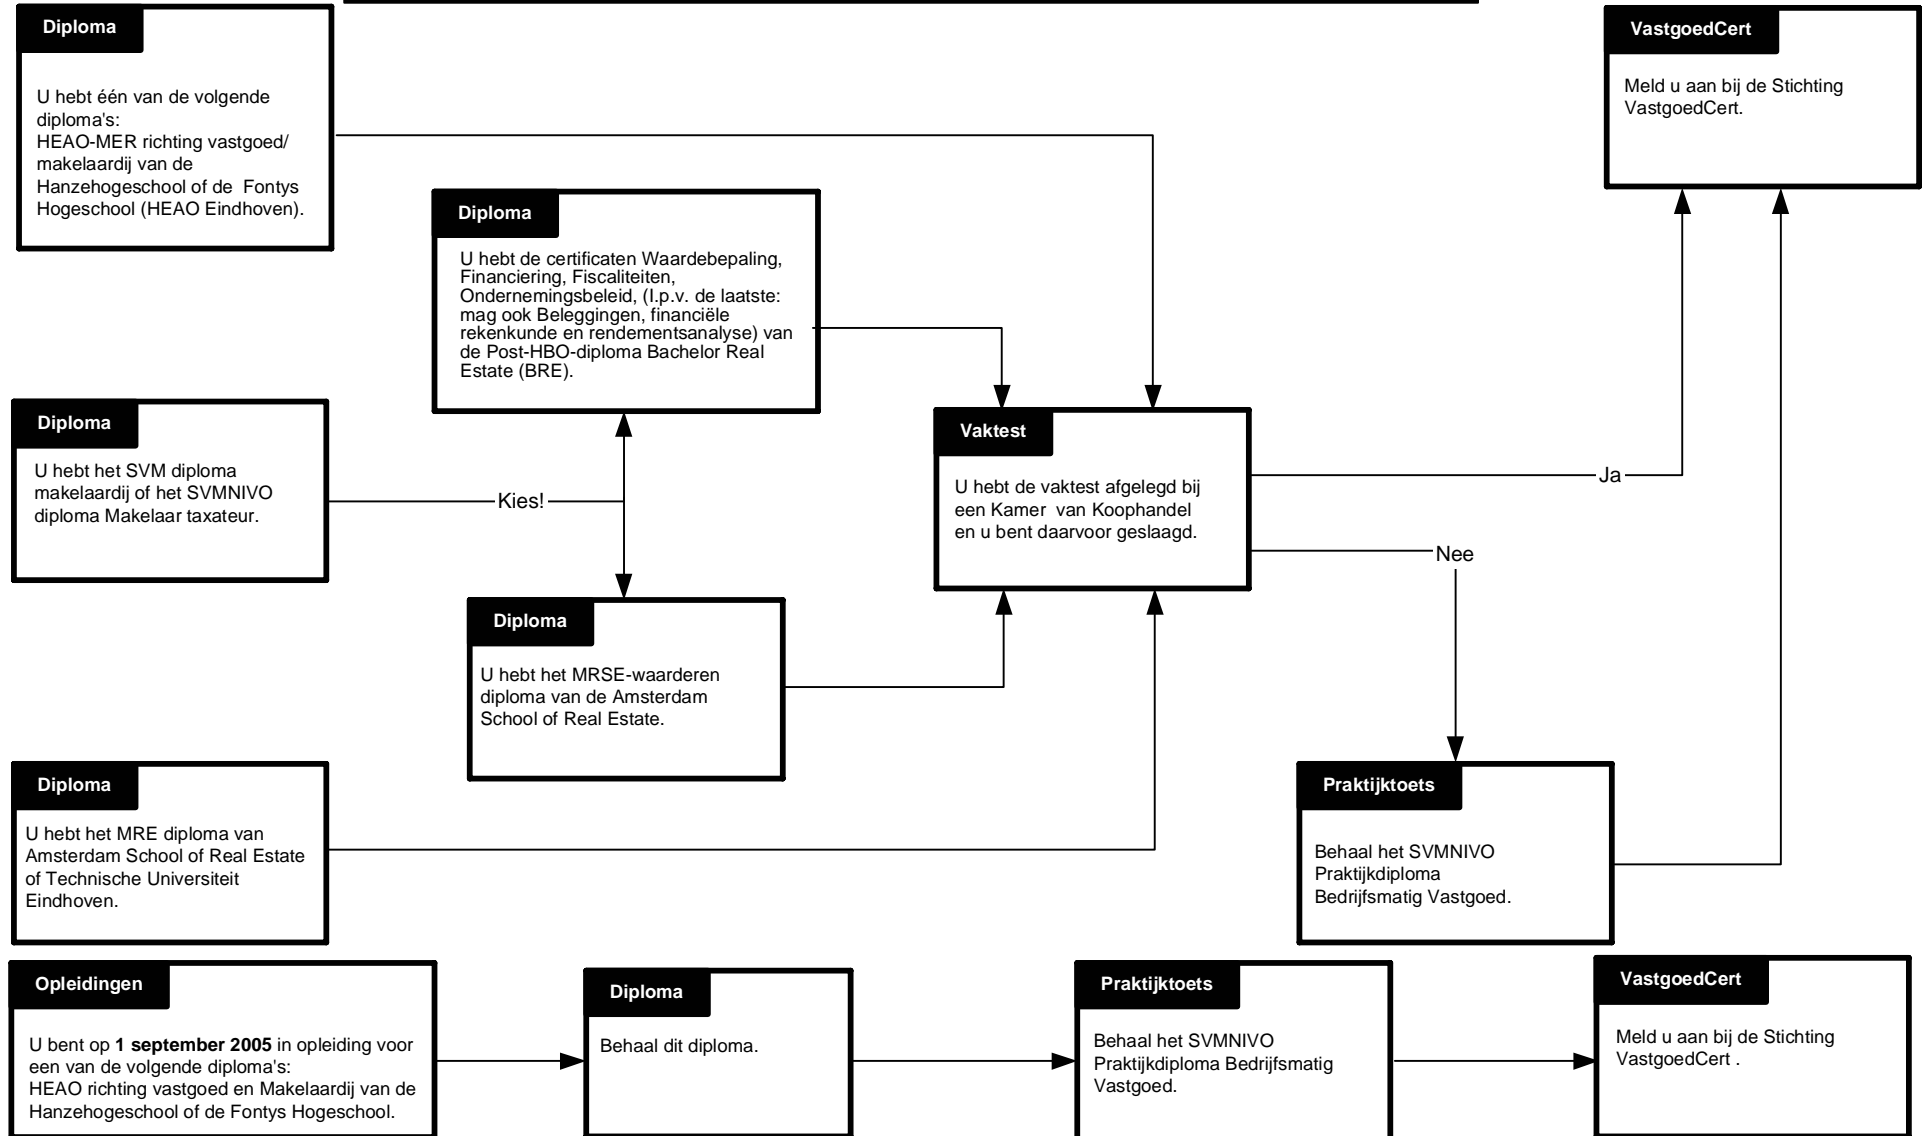 Diploma
U hebt één van de volgende
diploma's:
HEAO-MER richting vastgoed/
makelaardij van de
Hanzehogeschool of de Fontys
Hogeschool (HEAO Eindhoven).
VastgoedCert
Meld u aan bij de Stichting
VastgoedCert.
Diploma
U hebt de certificaten Waardebepaling,
Financiering, Fiscaliteiten,
Ondernemingsbeleid, (I.p.v. de laatste:
mag ook Beleggingen, financiële
rekenkunde en rendementsanalyse) van
de Post-HBO-diploma Bachelor Real
Estate (BRE).
Diploma
U hebt het SVM diploma
makelaardij of het SVMNIVO
diploma Makelaar taxateur.
Kies!
Vaktest
U hebt de vaktest afgelegd bij
een Kamer van Koophandel
en u bent daarvoor geslaagd.
Ja
Nee
Diploma
U hebt het MRSE-waarderen
diploma van de Amsterdam
School of Real Estate.
Diploma
U hebt het MRE diploma van
Amsterdam School of Real Estate
of Technische Universiteit
Eindhoven.
Praktijktoets
Behaal het SVMNIVO
Praktijkdiploma
Bedrijfsmatig Vastgoed.
Opleidingen
U bent op 1 september 2005 in opleiding voor
een van de volgende diploma's:
HEAO richting vastgoed en Makelaardij van de
Hanzehogeschool of de Fontys Hogeschool.
Diploma
Behaal dit diploma.
Praktijktoets
Behaal het SVMNIVO
Praktijkdiploma Bedrijfsmatig
Vastgoed.
VastgoedCert
Meld u aan bij de Stichting
VastgoedCert .